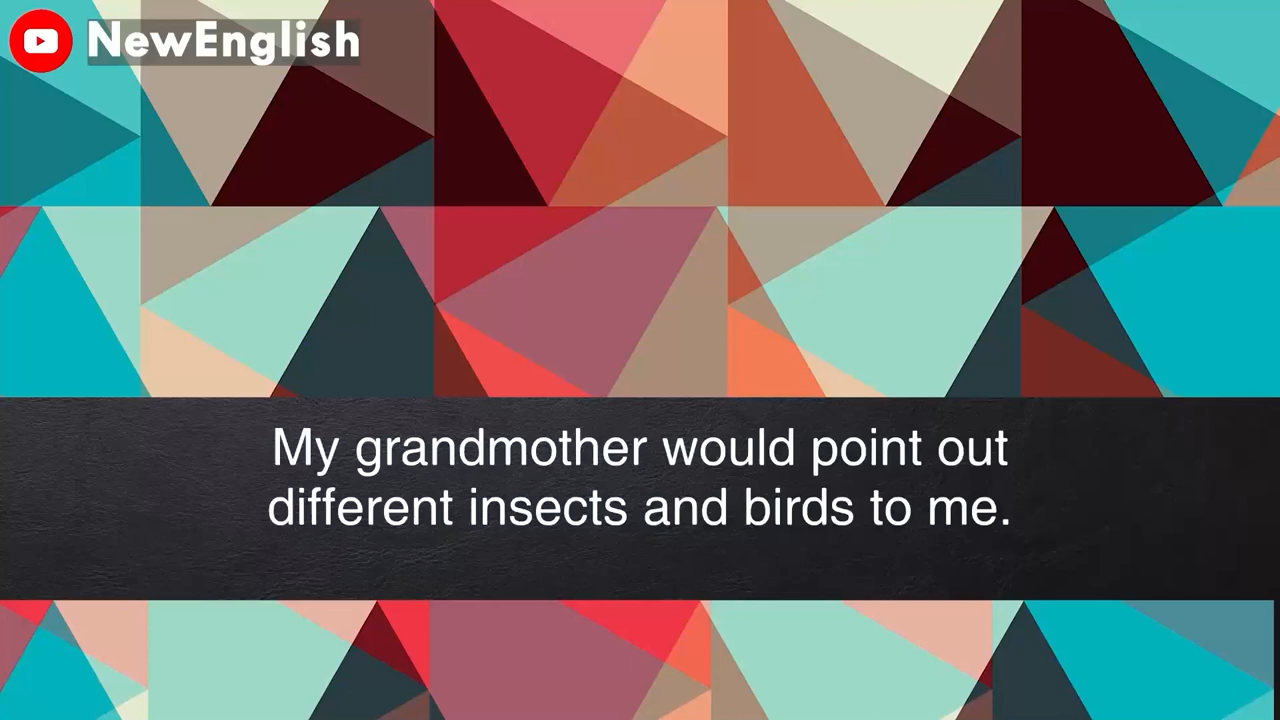 NewEnglish
My grandmother would point out
different insects and birds to me.